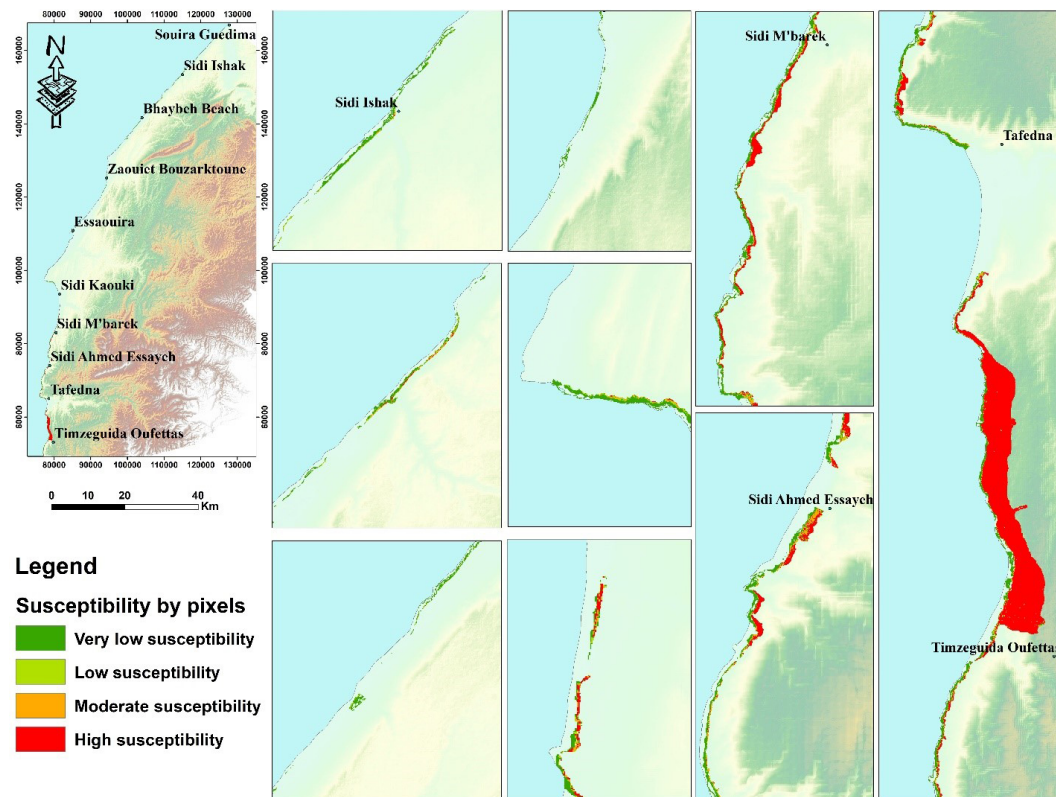 80000 90000 100000 110000 120000 130000
Souira Guedima
Sidi Ishak
Bhaybeh Beach
Zaouiet Bouzarktoune
Essaouira
Sidi Kaouki
Sidi M'barek
Sidi Ahmed Essayeh
Tafedna
Timzeguida Oufettas
160000
140000
120000
100000
80000
60000
160000
140000
120000
100000
80000
60000
80000 90000 100000 110000 120000 130000
0 10 20 40
Km
N
Sidi Ishak
Sidi M'barek
Tafedna
Sidi Ahmed Essayeh
Timzeguida Oufettas
Legend
Susceptibility by pixels
Very low susceptibility
Low susceptibility
Moderate susceptibility
High susceptibility